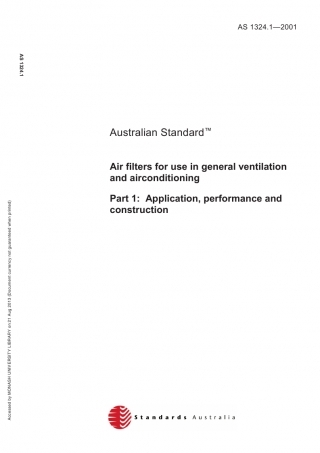 AS 1324.1—2001
AS 1324.1
Australian Standard™
Air filters for use in general ventilation
and airconditioning
Part 1: Application, performance and
construction
Accessed by MONASH UNIVERSITY LIBRARY on 21 Aug 2013 (Document currency not guaranteed when printed)
Standards Australia